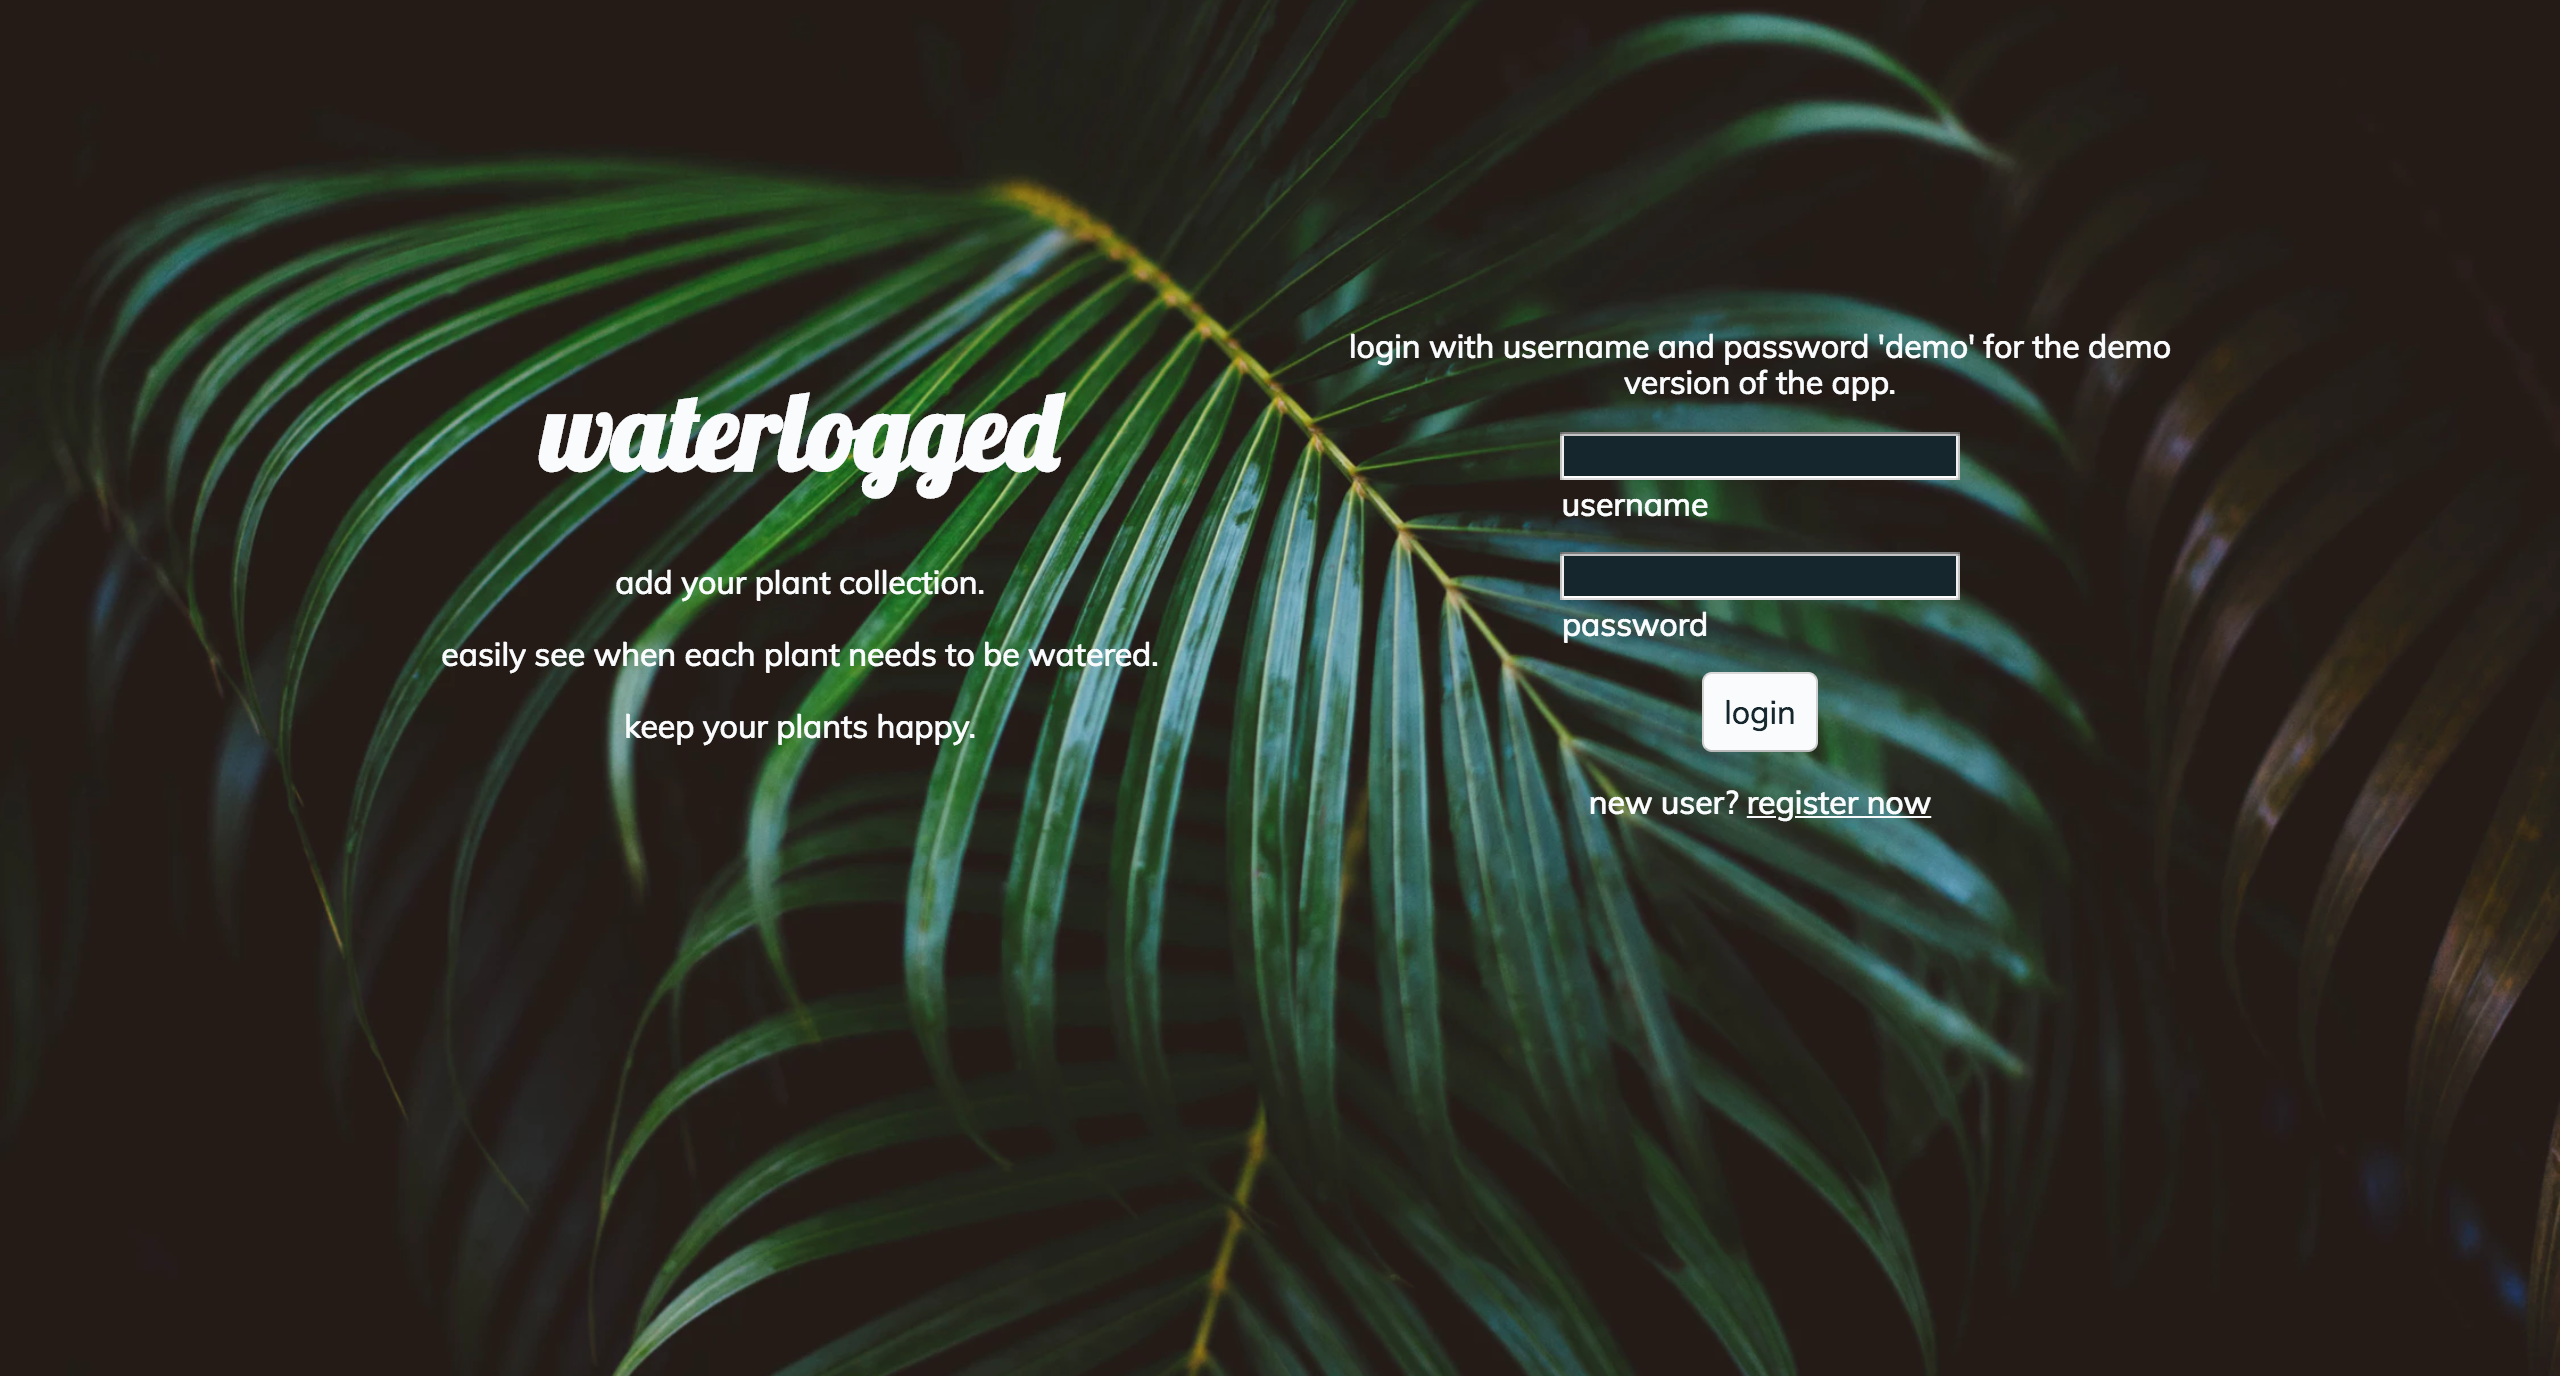 waterlogged
add your plant collection.
easily see when each plant needs to be watered.
keep your plants happy.
login with username and password 'demo' for the demo
version of the app.
username
password
login
new user? register now